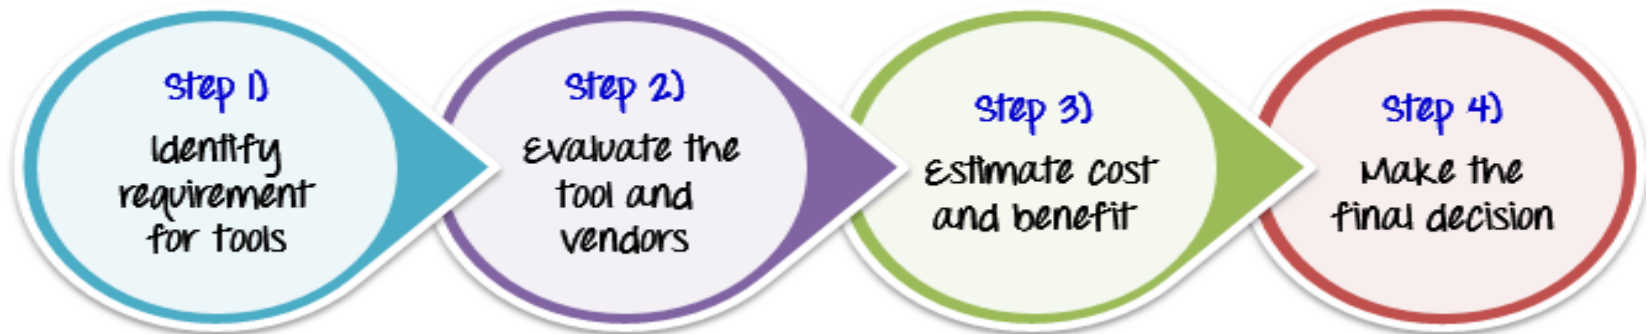 Step 1)
Identify
requirement
for tools
Step 2)
Evaluate the
tool and
vendors
Step 3)
Estimate cost
and benefit
Step 4)
Make the
final decision